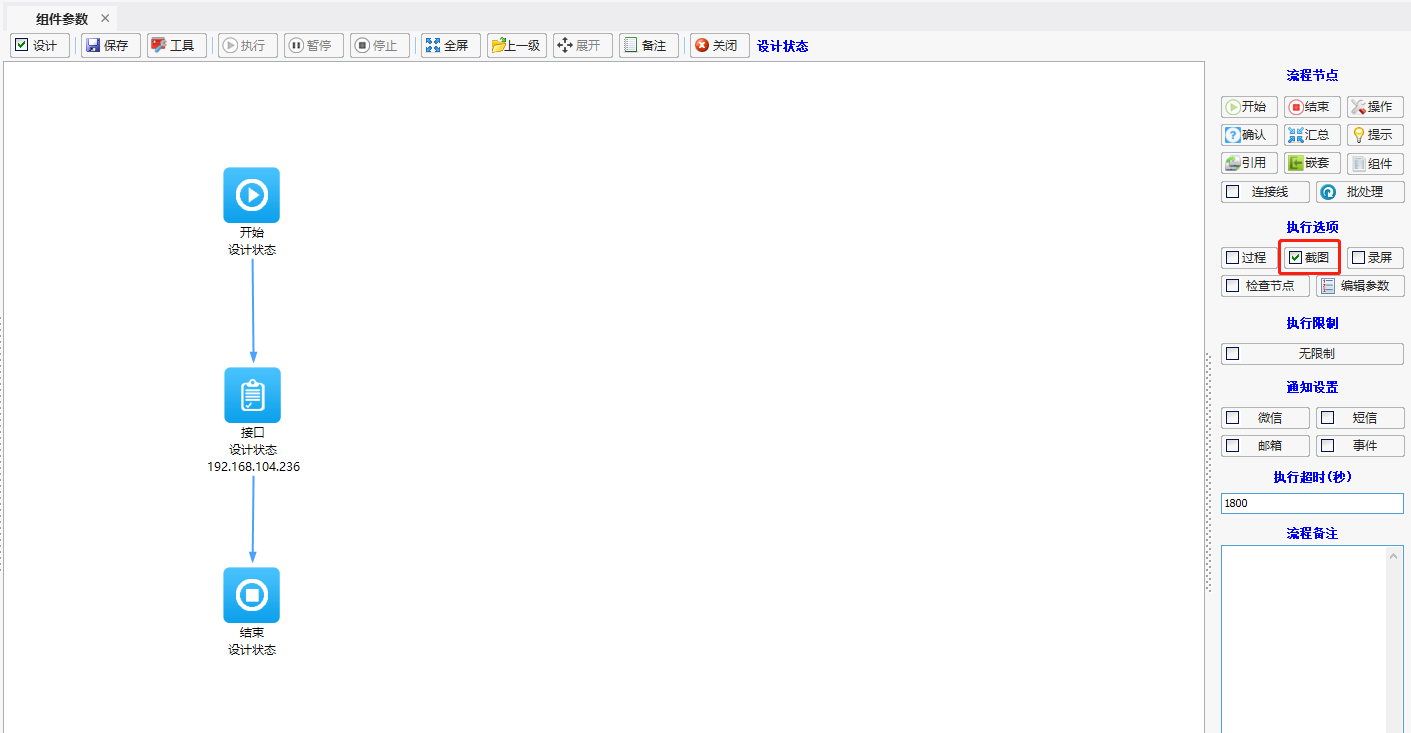 组件参数
设计 保存 工具 执行 暂停 停止 全屏 上一级 展开 备注 关闭 设计状态
开始
设计状态
接口
设计状态
192.168.104.236
结束
设计状态
流程节点
开始 结束 操作
确认 汇总 提示
引用 嵌套 组件
连接线 批处理
执行选项
过程 截图 录屏
检查节点 编辑参数
执行限制
无限制
通知设置
微信 短信
邮箱 事件
执行超时(秒)
1800
流程备注